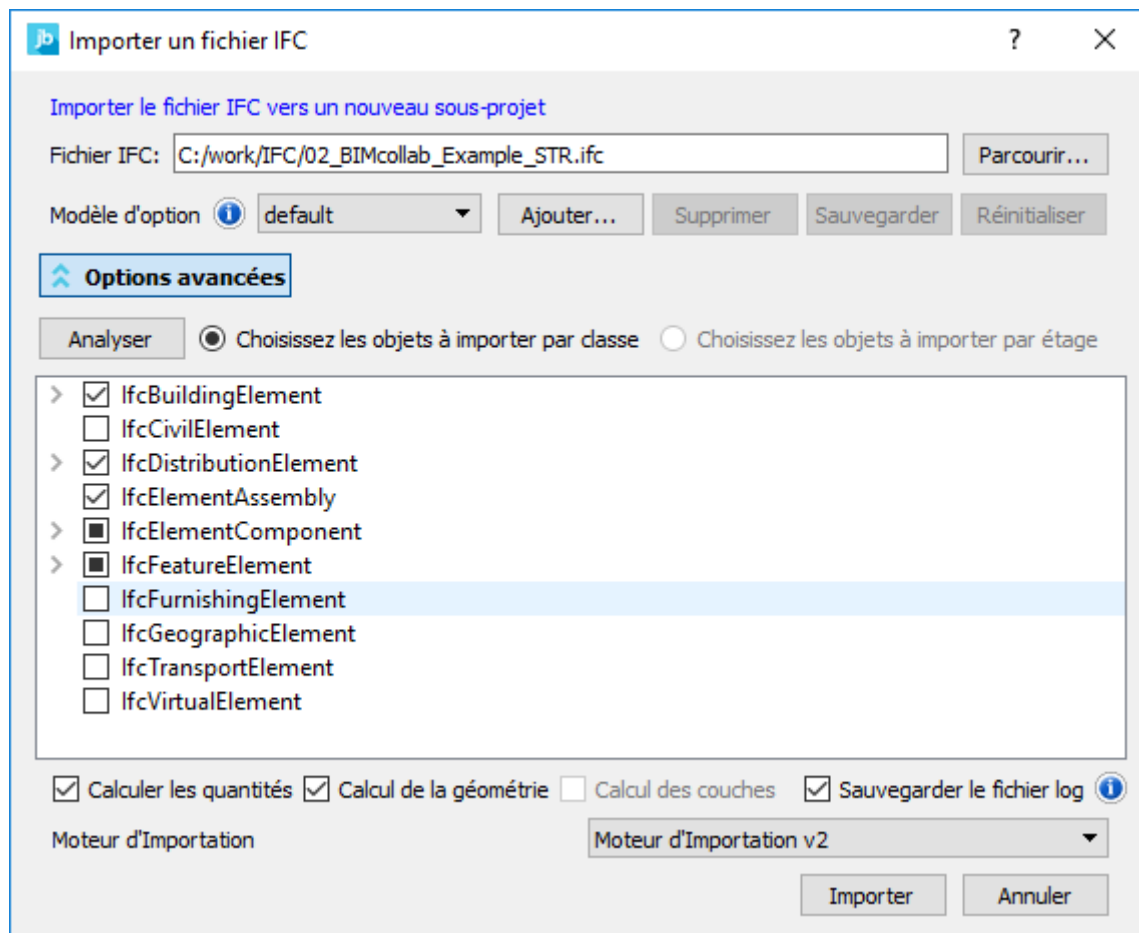 jb Importer un fichier IFC ?
Importer le fichier IFC vers un nouveau sous-projet
Fichier IFC: C:/work/IFC/02_BIMcollab_Example_STR.ifc Parcourir...
Modèle d'option i default Ajouter... Supprimer Sauvegarder Réinitialiser
Options avancées
Analyser Choisissez les objets à importer par classe Choisissez les objets à importer par étage
IfcBuildingElement
IfcCivilElement
IfcDistributionElement
IfcElementAssembly
IfcElementComponent
IfcFeatureElement
IfcFurnishingElement
IfcGeographicElement
IfcTransportElement
IfcVirtualElement
Calculer les quantités Calcul de la géométrie Calcul des couches Sauvegarder le fichier log i
Moteur d'Importation Moteur d'Importation v2
Importer Annuler